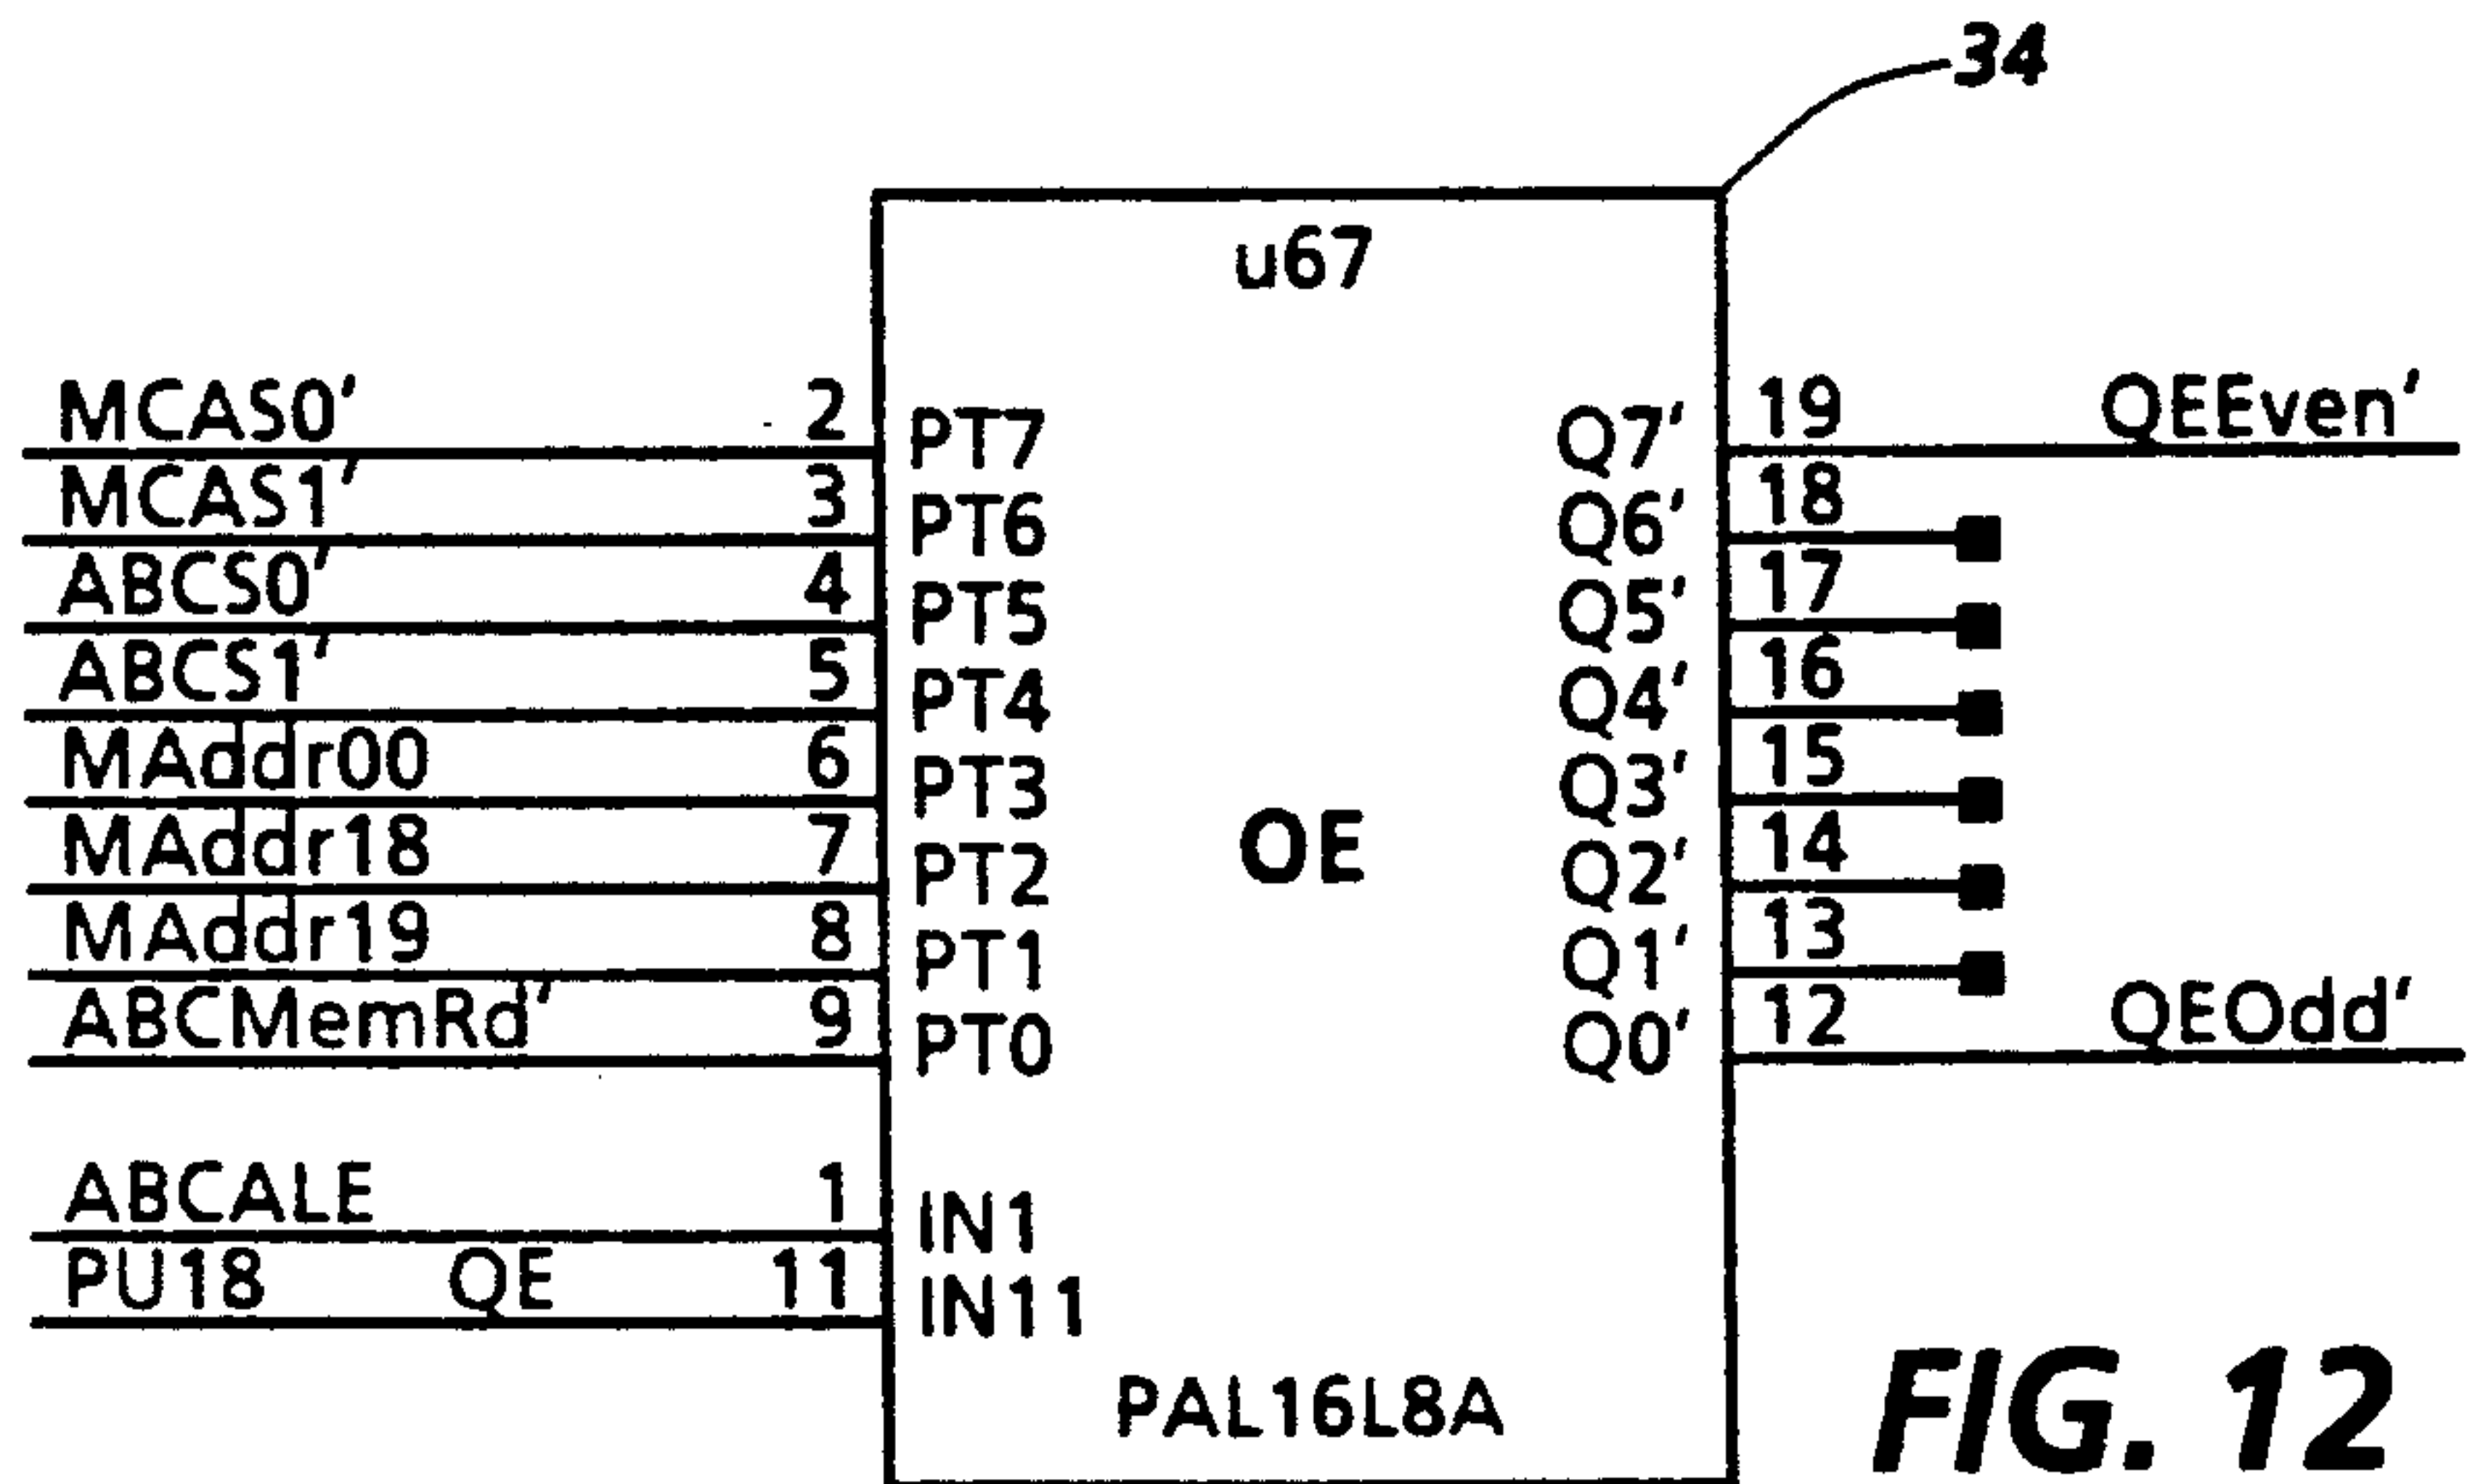 34
u67
MCAS0' 2 PT7 Q7' 19 QEEven'
MCAS1' 3 PT6 Q6' 18
ABCS0' 4 PT5 Q5' 17
ABCS1' 5 PT4 Q4' 16
MAddr00 6 PT3 Q3' 15
MAddr18 7 PT2 OE Q2' 14
MAddr19 8 PT1 Q1' 13
ABCMemRd' 9 PT0 Q0' 12 QEOdd'
ABCALE 1 IN1
PU18 QE 11 IN11
PAL16L8A
FIG. 12